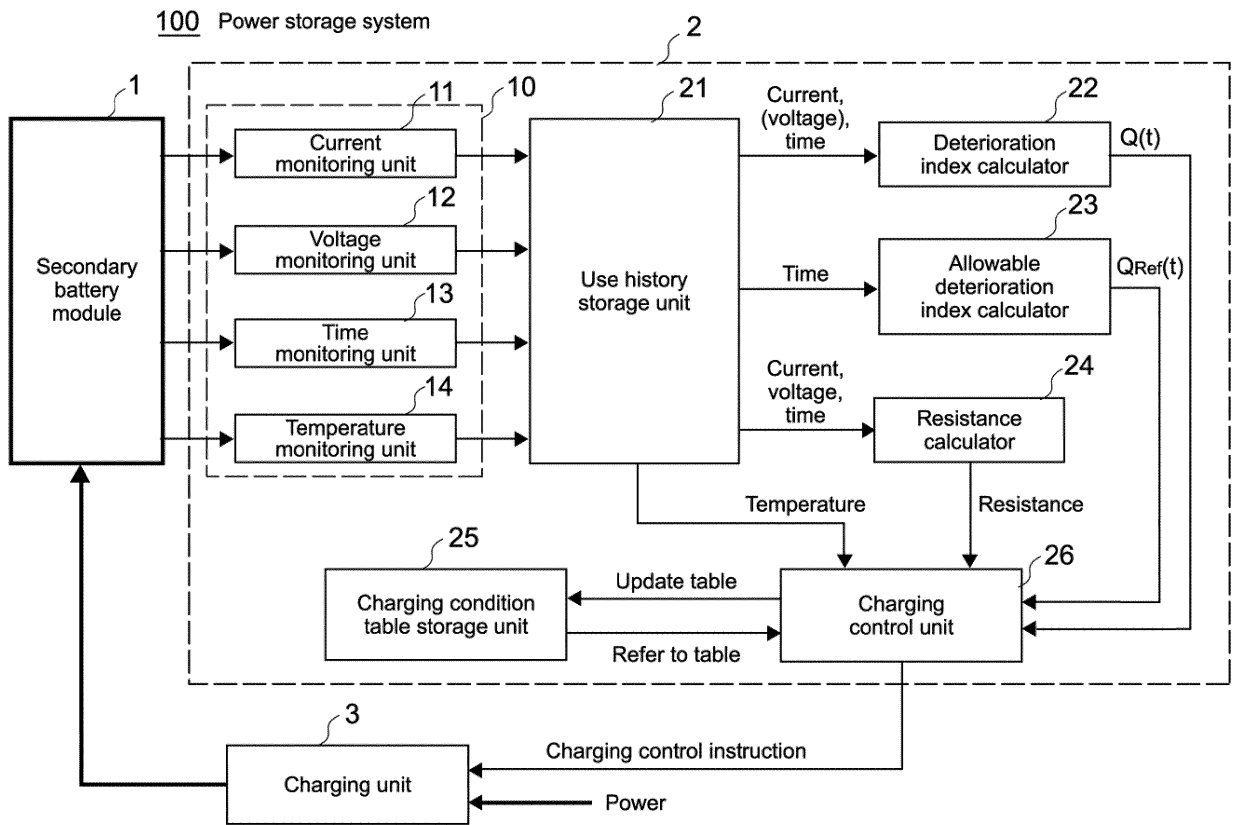 100 Power storage system
2
1
11
10
21
22
Current
monitoring unit
Current,
(voltage),
time
Deterioration
index calculator
Q(t)
12
Voltage
monitoring unit
23
Secondary
battery
module
Use history
storage unit
Time
Allowable
deterioration
index calculator
QRef(t)
13
Time
monitoring unit
14
Temperature
monitoring unit
Current,
voltage,
time
24
Resistance
calculator
Temperature
Resistance
25
26
Charging condition
table storage unit
Update table
Refer to table
Charging
control unit
3
Charging unit
Charging control instruction
Power